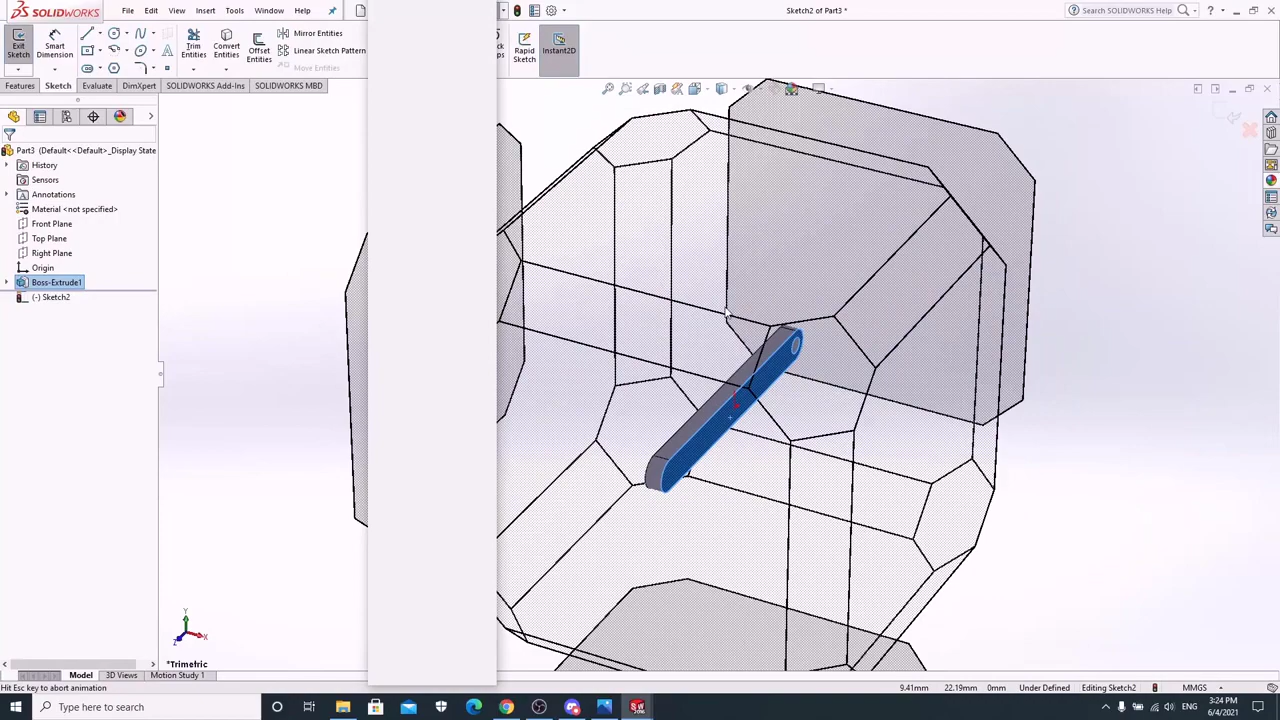 SOLIDWORKS
File Edit View Insert Tools Window Help
Sketch2 of Part3 *
Search SOLIDWORKS Help
Exit Sketch
Smart Dimension
Trim Entities
Convert Entities
Offset Entities
Mirror Entities
Linear Sketch Pattern
Move Entities
Rapid Sketch
Instant2D
Features Sketch Evaluate DimXpert SOLIDWORKS Add-Ins SOLIDWORKS MBD
Part3 (Default<<Default>_Display State
History
Sensors
Annotations
Material <not specified>
Front Plane
Top Plane
Right Plane
Origin
Boss-Extrude1
(-) Sketch2
Y
X
Z
*Trimetric
Model 3D Views Motion Study 1
Hit Esc key to abort animation
9.41mm 22.19mm 0mm Under Defined Editing Sketch2 MMGS
Type here to search
ENG
3:24 PM
6/4/2021